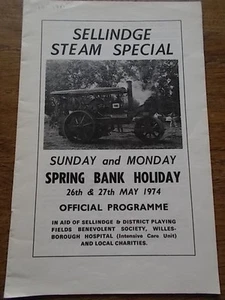 SELLINDGE
STEAM SPECIAL
SUNDAY and MONDAY
SPRING BANK HOLIDAY
26th & 27th MAY 1974
OFFICIAL PROGRAMME
IN AID OF SELLINDGE & DISTRICT PLAYING
FIELDS BENEVOLENT SOCIETY, WILLES-
BOROUGH HOSPITAL (Intensive Care Unit)
AND LOCAL CHARITIES.